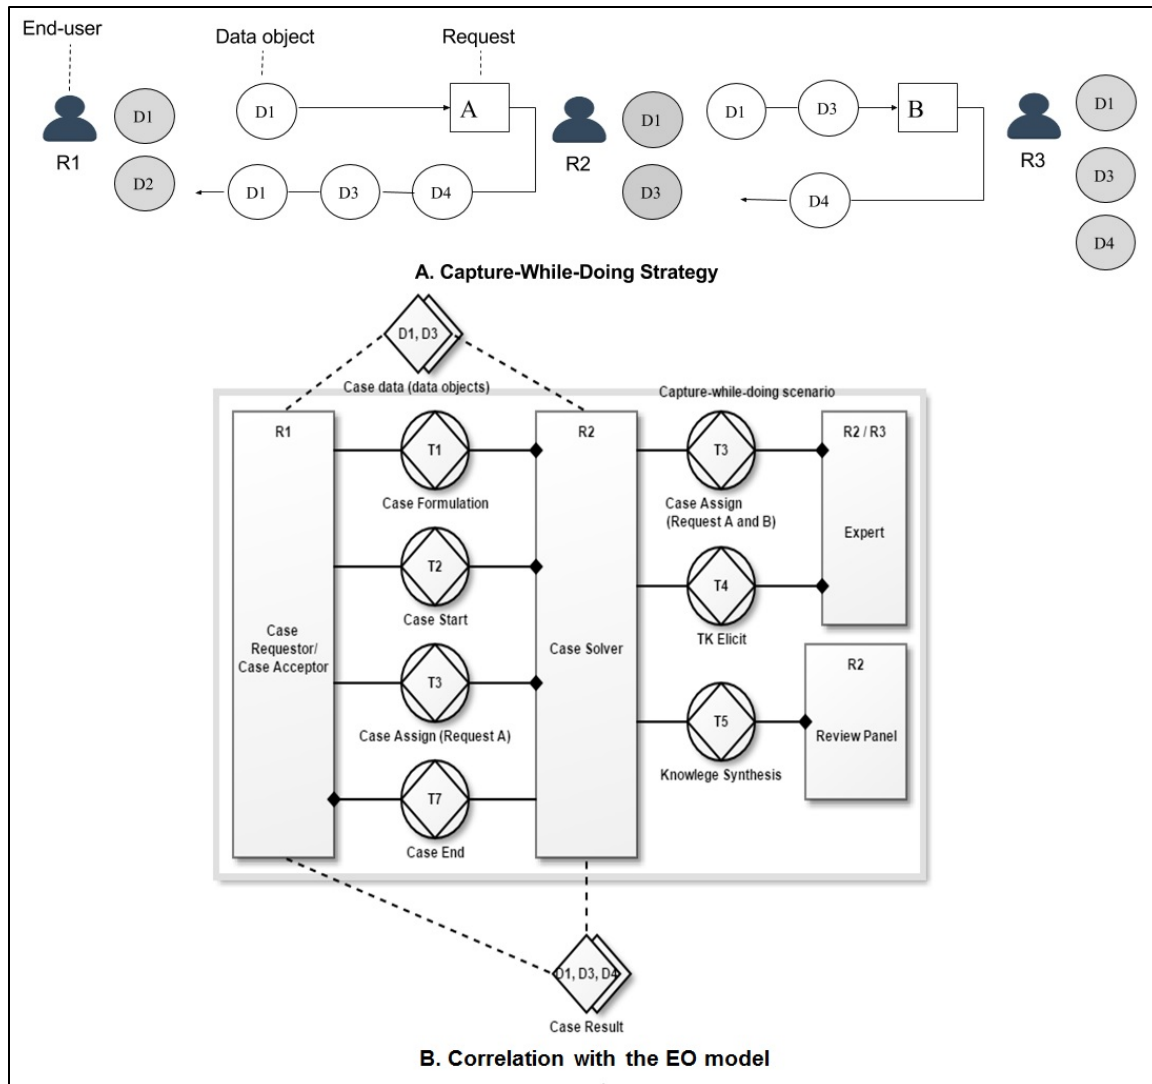 End-user
Data object
Request
D1
D1
A
D1
D1
D3
B
D1
R1
R2
R3
D2
D1
D3
D4
D3
D4
D3
D4
A. Capture-While-Doing Strategy
D1, D3
Case data (data objects)
Capture-while-doing scenario
R1
R2
R2 / R3
T1
T3
Case Formulation
Case Assign
(Request A and B)
Expert
T2
T4
Case Start
TK Elicit
Case
Requestor/
Case Acceptor
Case Solver
R2
T3
T5
Review Panel
Case Assign (Request A)
Knowlege Synthesis
T7
Case End
D1, D3, D4
Case Result
B. Correlation with the EO model